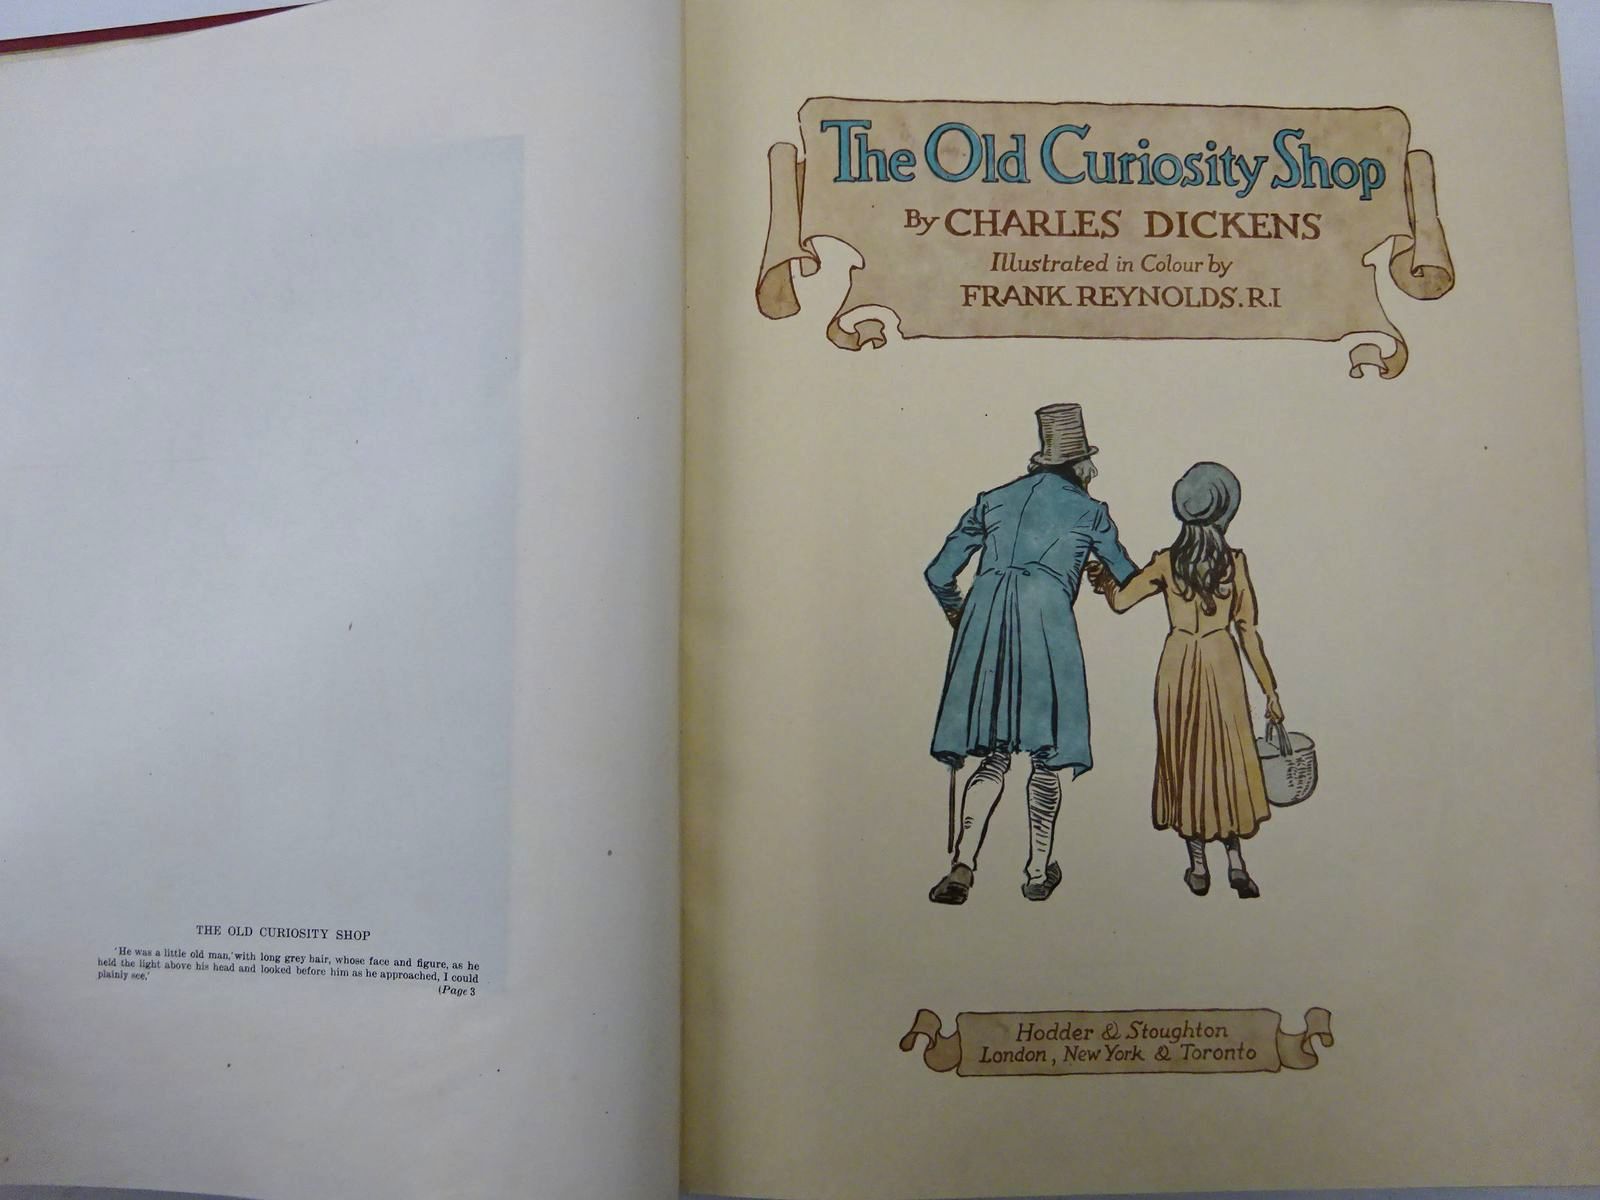 THE OLD CURIOSITY SHOP
'He was a little old man,' with long grey hair, whose face and figure, as he
held the light above his head and looked before him as he approached, I could
plainly see.'
(Page 3
The Old Curiosity Shop
By CHARLES DICKENS
Illustrated in Colour by
FRANK REYNOLDS. R.I
Hodder & Stoughton
London, New York & Toronto